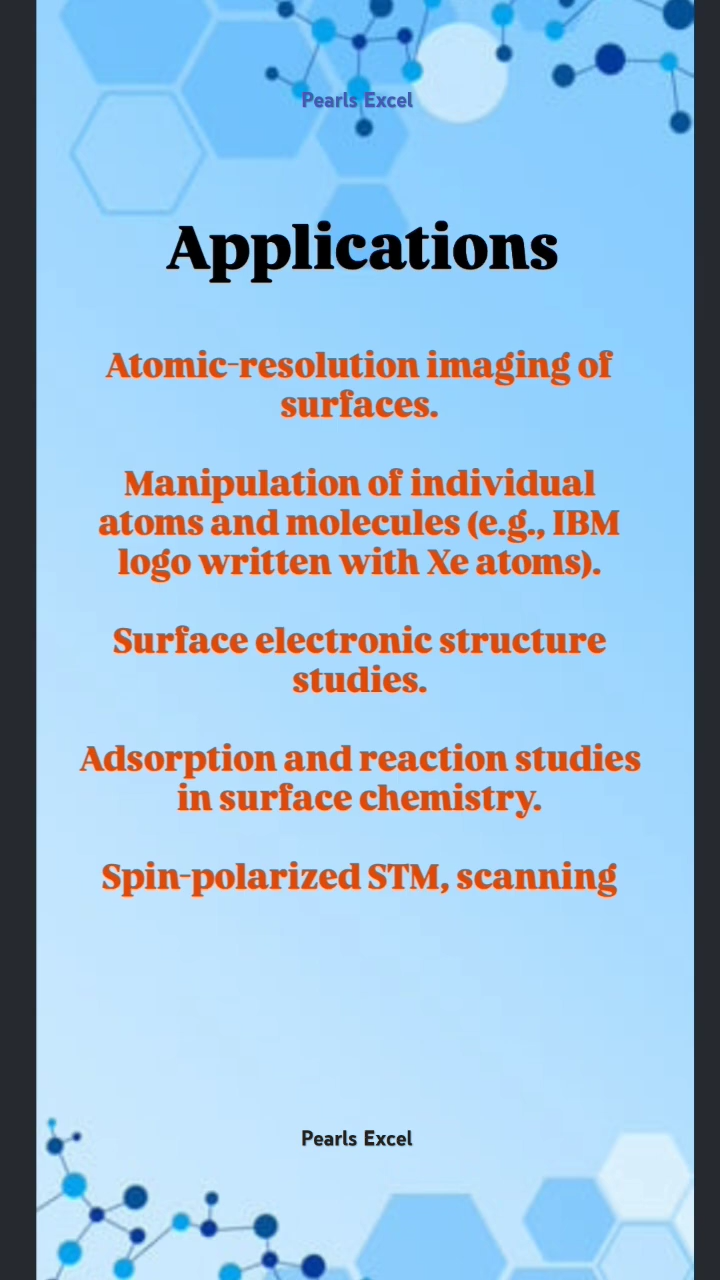 Pearls Excel
Applications
Atomic-resolution imaging of
surfaces.
Manipulation of individual
atoms and molecules (e.g., IBM
logo written with Xe atoms).
Surface electronic structure
studies.
Adsorption and reaction studies
in surface chemistry.
Spin-polarized STM, scanning
Pearls Excel